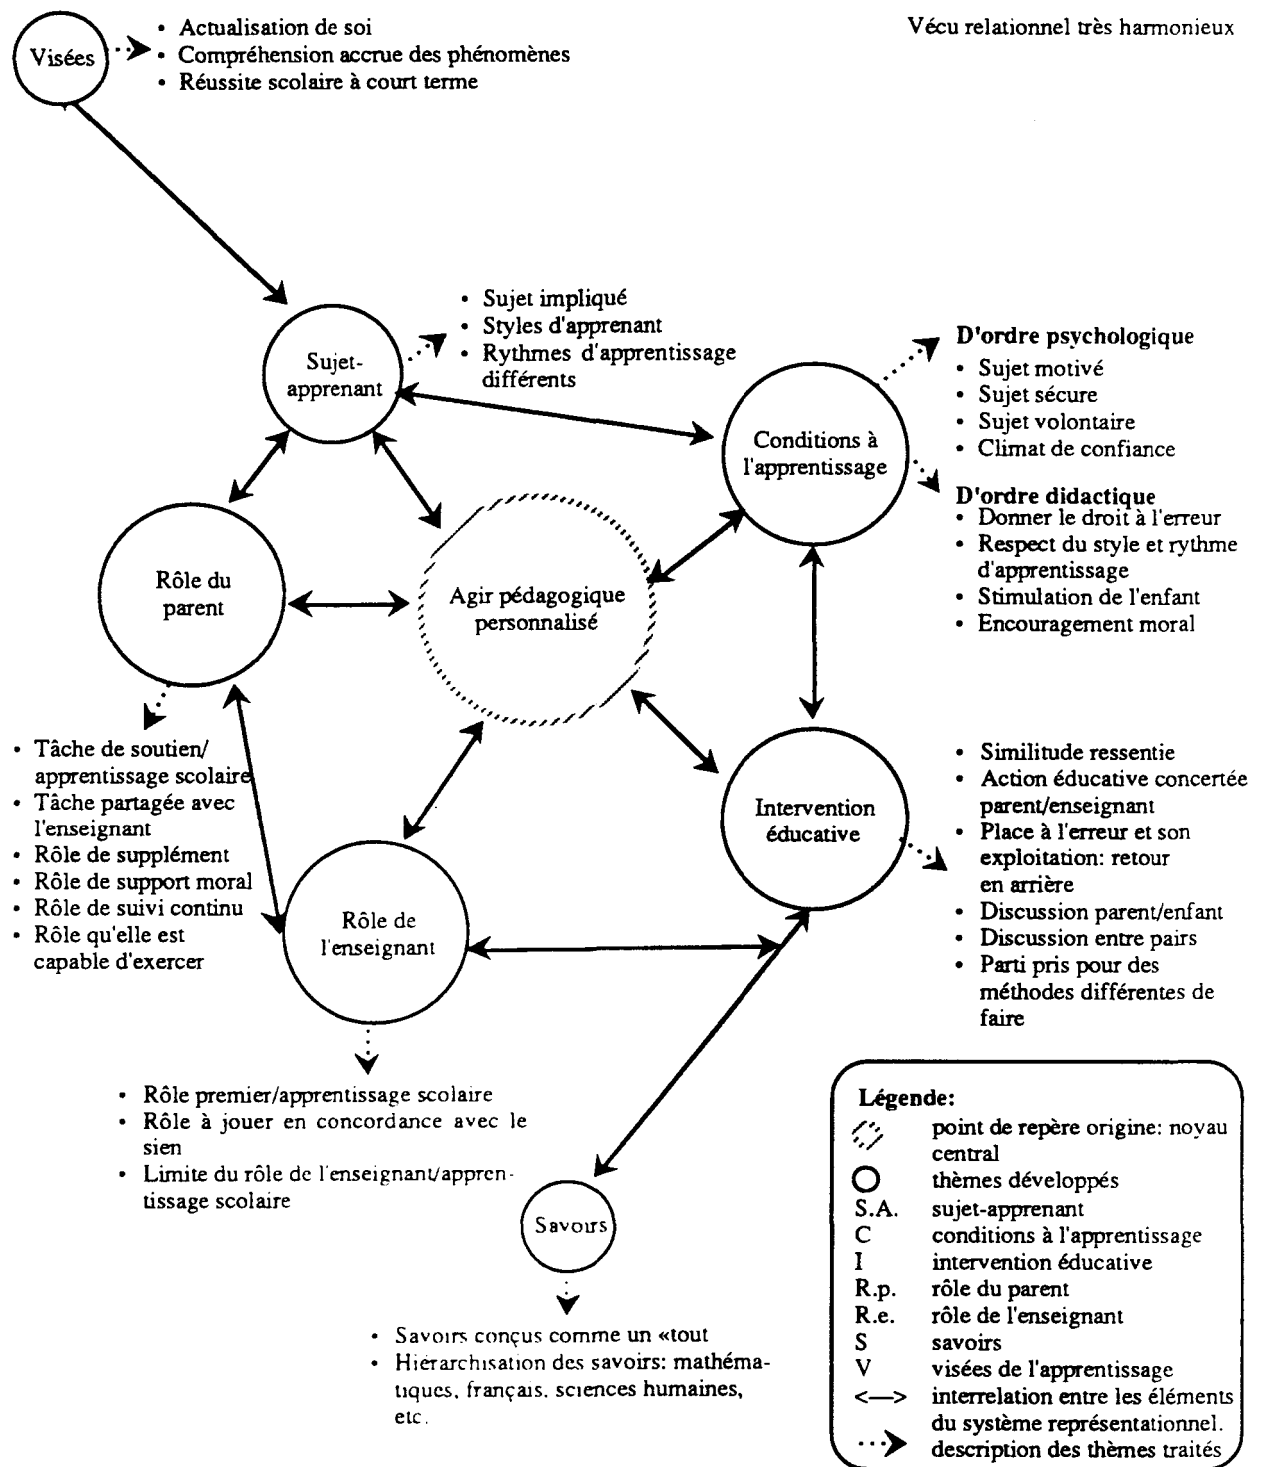 Visées
• Actualisation de soi
• Compréhension accrue des phénomènes
• Réussite scolaire à court terme
Vécu relationnel très harmonieux
Sujet-
apprenant
• Sujet impliqué
• Styles d'apprenant
• Rythmes d'apprentissage
différents
Conditions à
l'apprentissage
D'ordre psychologique
• Sujet motivé
• Sujet sécure
• Sujet volontaire
• Climat de confiance
D'ordre didactique
• Donner le droit à l'erreur
• Respect du style et rythme
d'apprentissage
• Stimulation de l'enfant
• Encouragement moral
Rôle du
parent
Agir pédagogique
personnalisé
• Tâche de soutien/
apprentissage scolaire
• Tâche partagée avec
l'enseignant
• Rôle de supplément
• Rôle de support moral
• Rôle de suivi continu
• Rôle qu'elle est
capable d'exercer
Intervention
éducative
• Similitude ressentie
• Action éducative concertée
parent/enseignant
• Place à l'erreur et son
exploitation: retour
en arrière
• Discussion parent/enfant
• Discussion entre pairs
• Parti pris pour des
méthodes différentes de
faire
Rôle de
l'enseignant
• Rôle premier/apprentissage scolaire
• Rôle à jouer en concordance avec le
sien
• Limite du rôle de l'enseignant/appren-
tissage scolaire
Savoirs
• Savoirs conçus comme un «tout
• Hiérarchisation des savoirs: mathéma-
tiques, français, sciences humaines,
etc.
Légende:
point de repère origine: noyau
central
thèmes développés
S.A. sujet-apprenant
C conditions à l'apprentissage
I intervention éducative
R.p. rôle du parent
R.e. rôle de l'enseignant
S savoirs
V visées de l'apprentissage
<—> interrelation entre les éléments
du système représentationnel.
description des thèmes traités